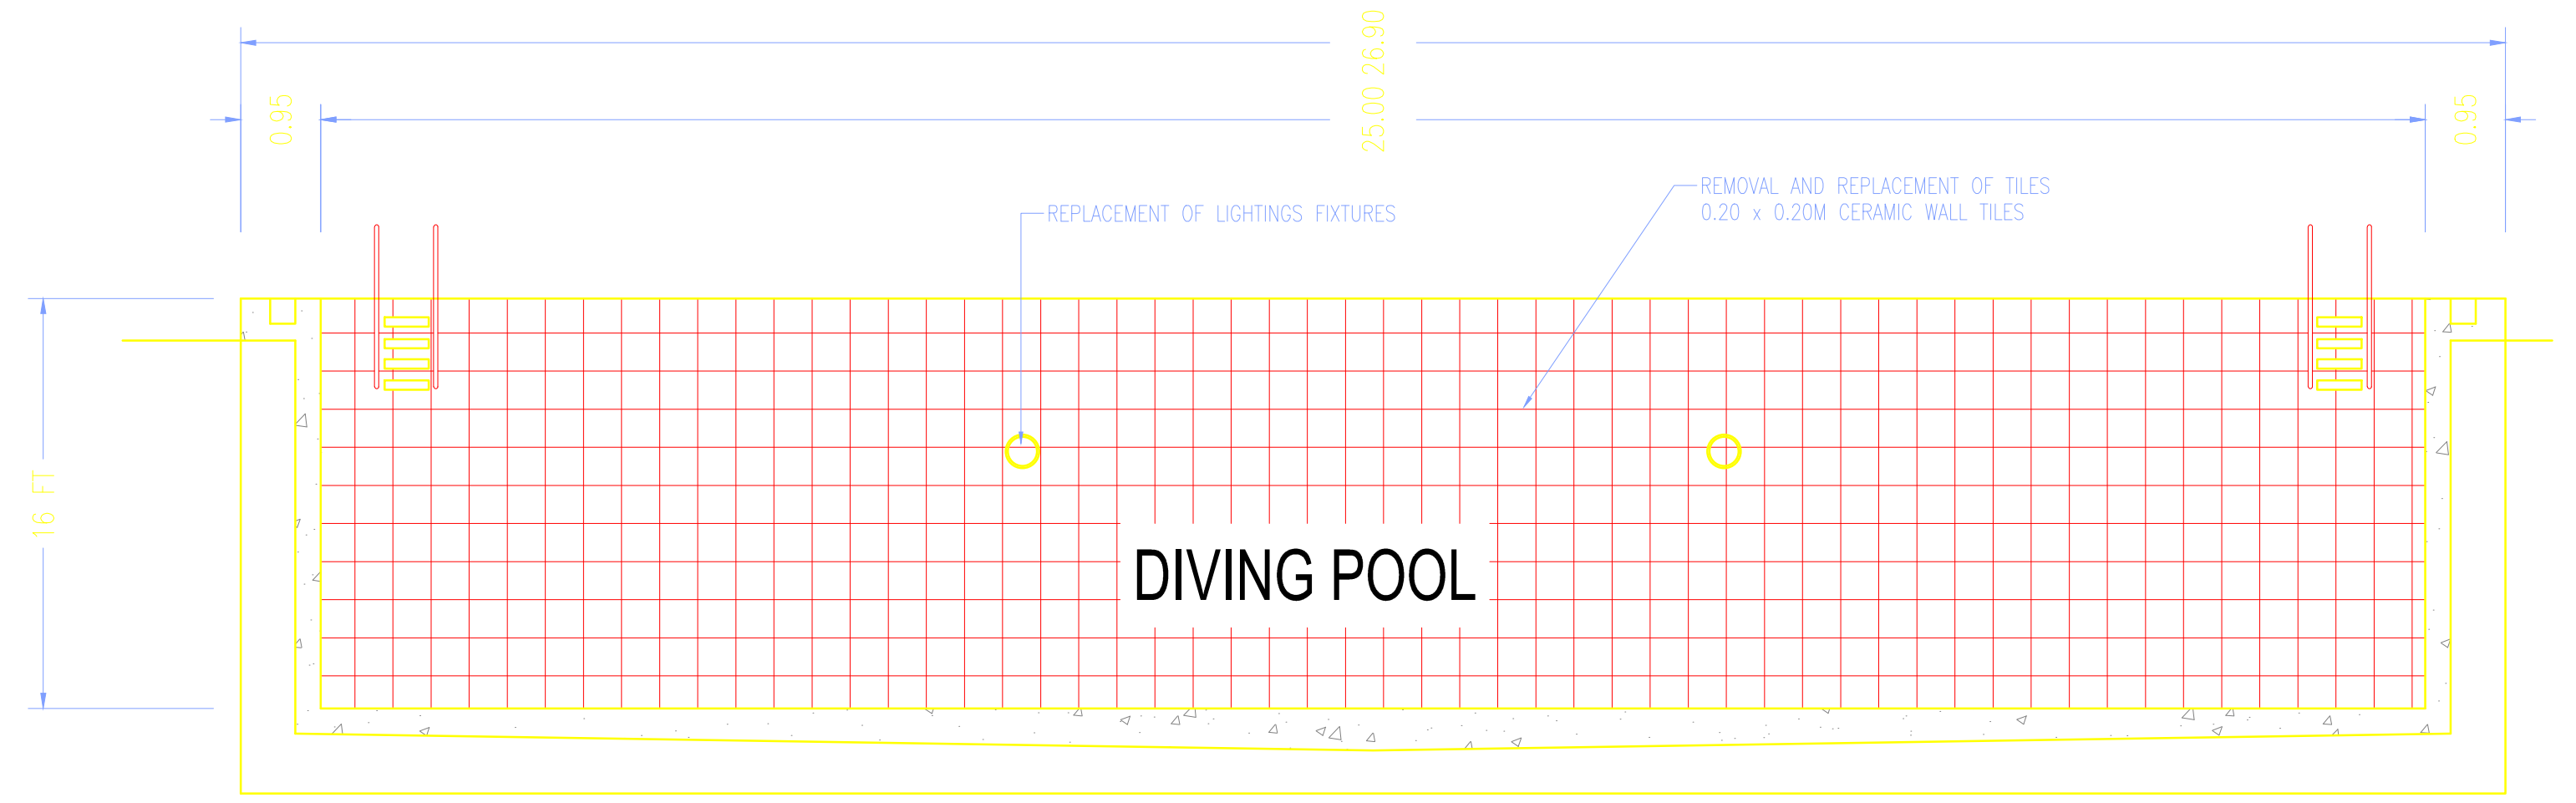 26.90
0.95
25.00
0.95
REPLACEMENT OF LIGHTINGS FIXTURES
REMOVAL AND REPLACEMENT OF TILES
0.20 x 0.20M CERAMIC WALL TILES
16 FT
DIVING POOL